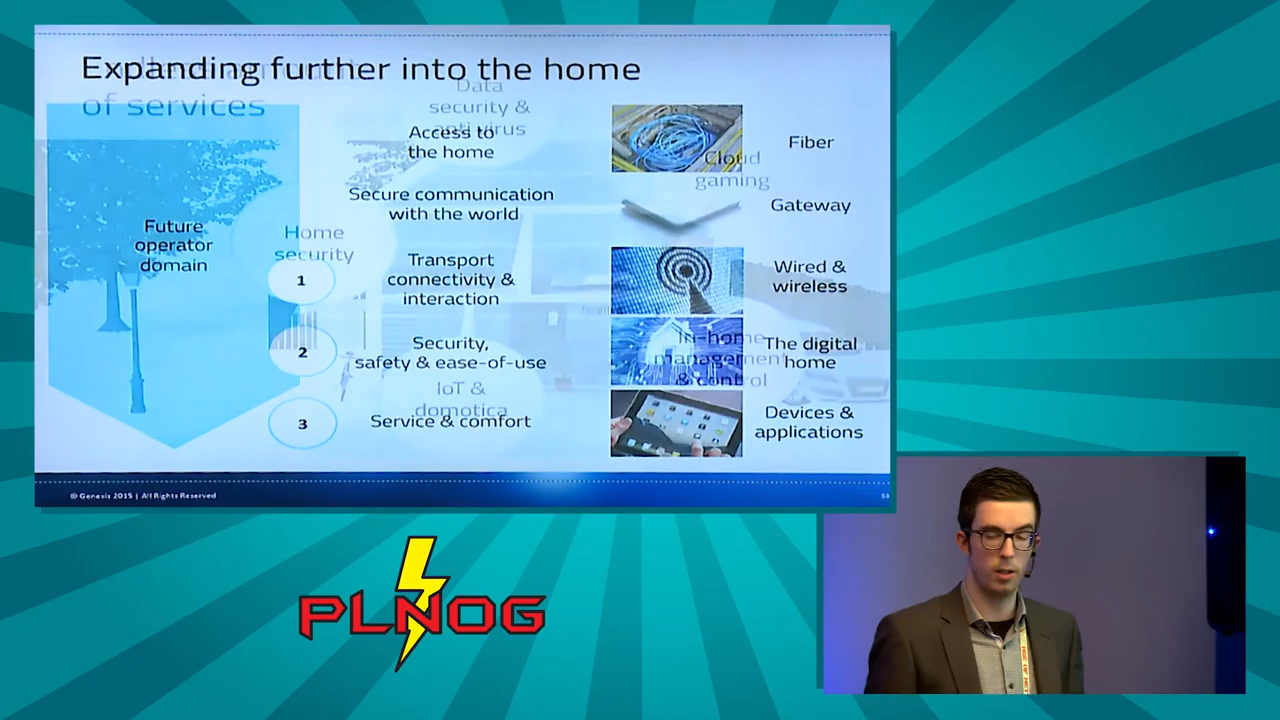 Expanding further into the home
of services
Data
security &
anti virus
Access to
the home
Fiber
Cloud
gaming
Secure communication
with the world
Gateway
Future
operator
domain
Home
security
1
Transport
connectivity &
interaction
Wired &
wireless
2
Security,
safety & ease-of-use
In-home
management
& control
The digital
home
IoT &
domotica
3
Service & comfort
Devices &
applications
© Genesis 2015 | All Rights Reserved
PLNOG